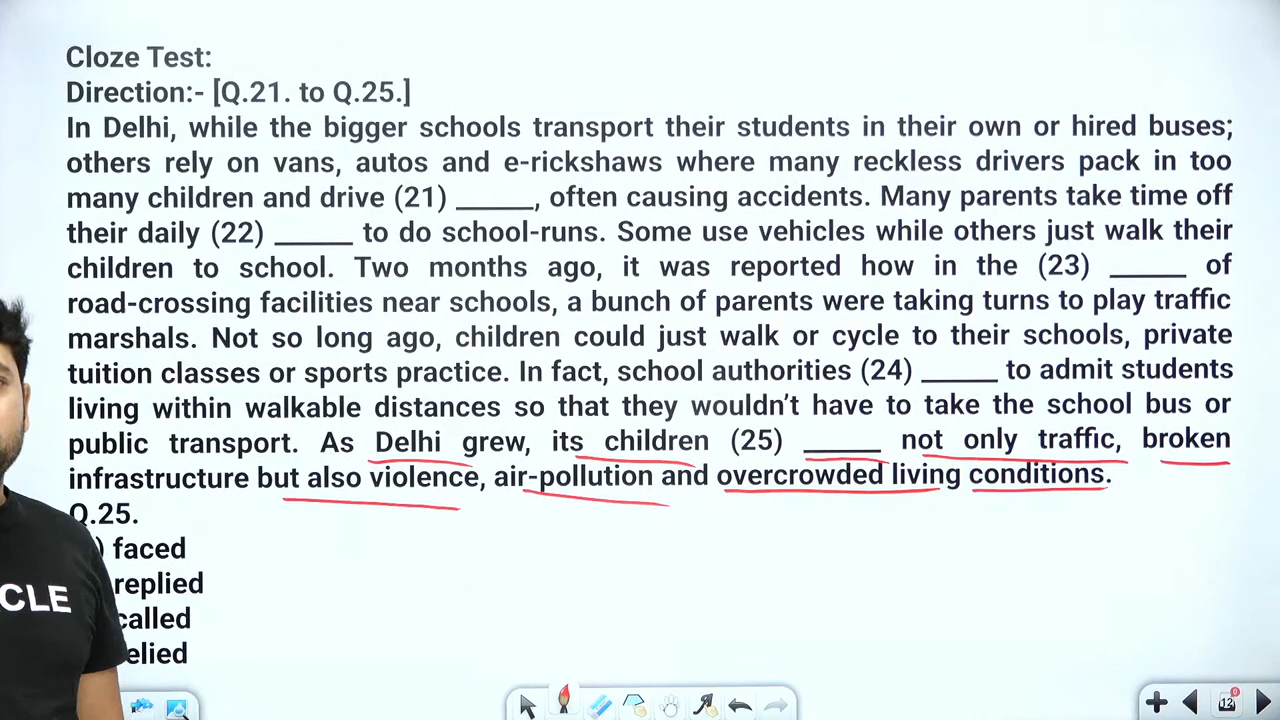 Cloze Test:
Direction:- [Q.21. to Q.25.]
In Delhi, while the bigger schools transport their students in their own or hired buses;
others rely on vans, autos and e-rickshaws where many reckless drivers pack in too
many children and drive (21) _____, often causing accidents. Many parents take time off
their daily (22) _____ to do school-runs. Some use vehicles while others just walk their
children to school. Two months ago, it was reported how in the (23) _____ of
road-crossing facilities near schools, a bunch of parents were taking turns to play traffic
marshals. Not so long ago, children could just walk or cycle to their schools, private
tuition classes or sports practice. In fact, school authorities (24) _____ to admit students
living within walkable distances so that they wouldn't have to take the school bus or
public transport. As Delhi grew, its children (25) _____ not only traffic, broken
infrastructure but also violence, air-pollution and overcrowded living conditions.
Q.25.
) faced
replied
called
elied
CLE
12
0